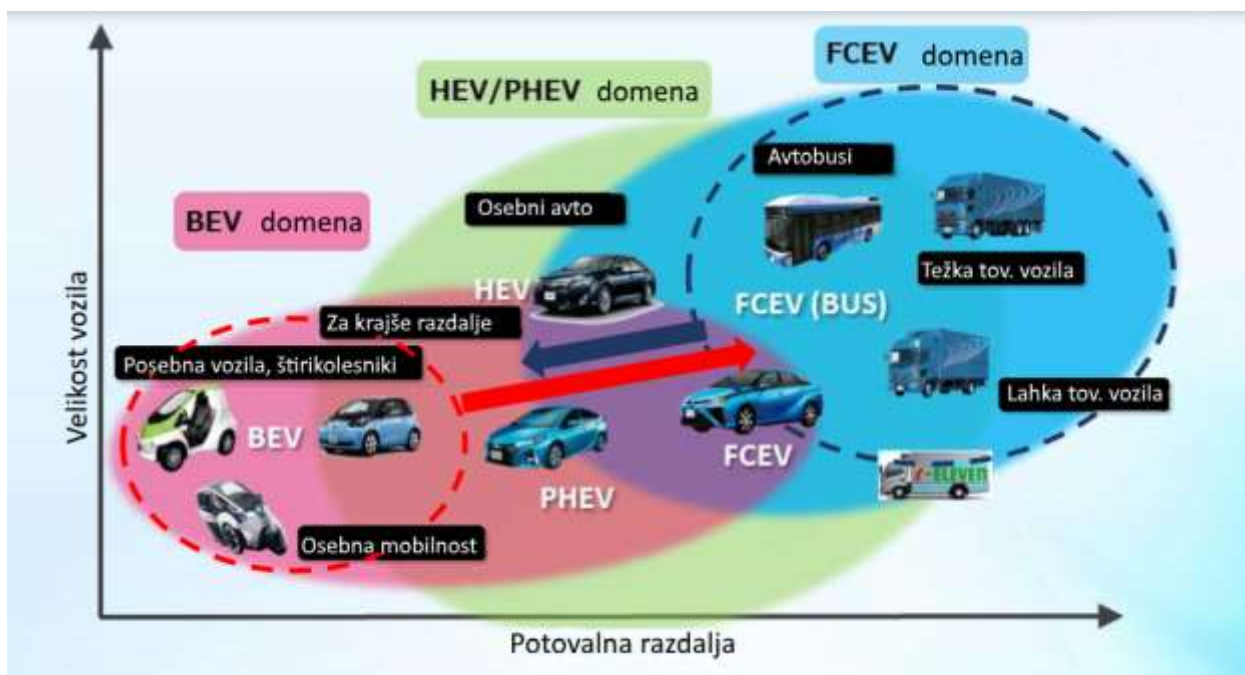 FCEV domena
HEV/PHEV domena
Avtobusi
BEV domena
Osebni avto
Težka tov. vozila
HEV
FCEV (BUS)
Za krajše razdalje
Posebna vozila, štirikolesniki
Lahka tov. vozila
BEV
FCEV
PHEV
Osebna mobilnost
Velikost vozila
Potovalna razdalja